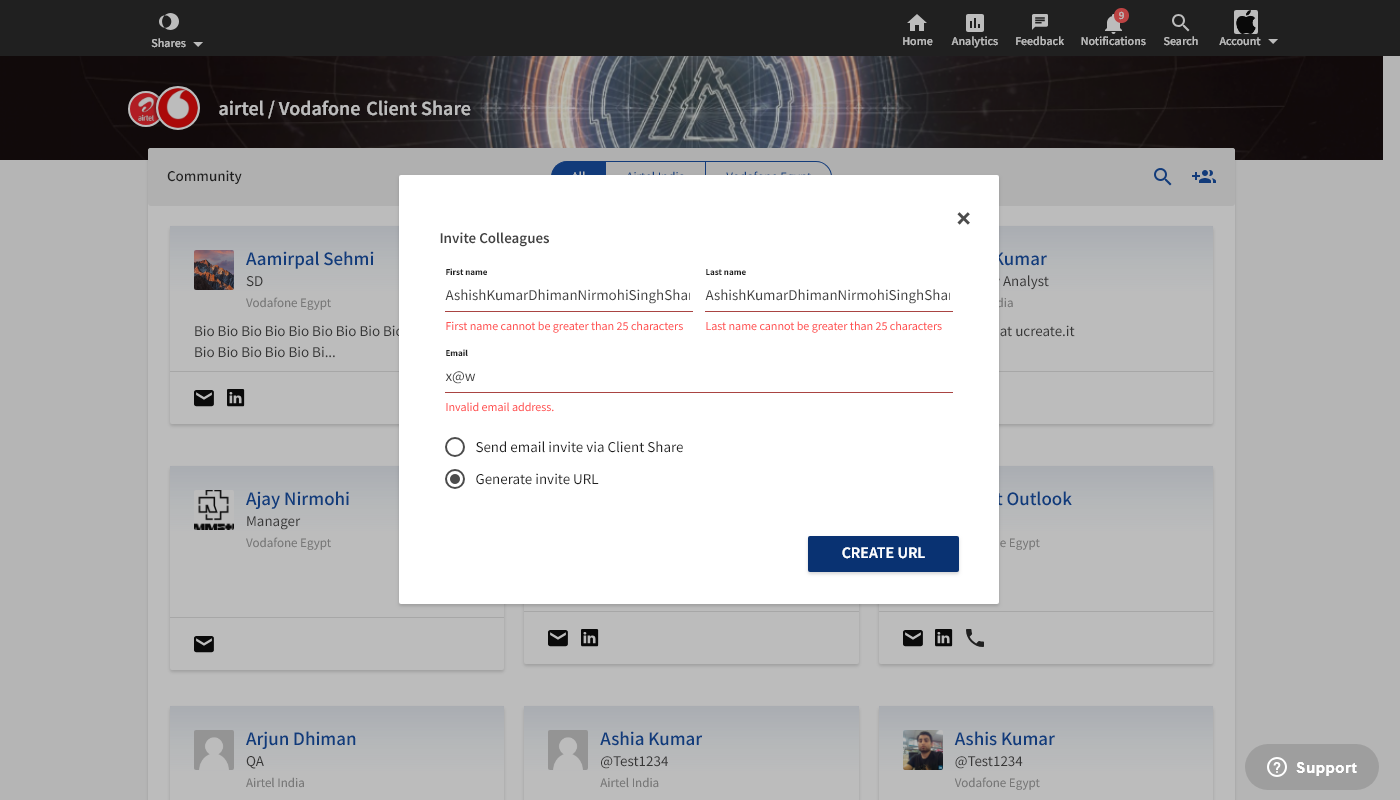 Shares
Home
Analytics
Feedback
9
Notifications
Search
Account
airtel
airtel / Vodafone Client Share
Community
All
Airtel India
Vodafone Egypt
Invite Colleagues
First name
Last name
AshishKumarDhimanNirmohiSinghShar
AshishKumarDhimanNirmohiSinghShar
First name cannot be greater than 25 characters
Last name cannot be greater than 25 characters
Email
x@w
Invalid email address.
Send email invite via Client Share
Generate invite URL
CREATE URL
Aamirpal Sehmi
SD
Vodafone Egypt
Bio Bio Bio Bio Bio Bio Bio Bio Bio
Bio Bio Bio Bio Bio Bi...
Kumar
Analyst
at ucreate.it
Ajay Nirmohi
Manager
Vodafone Egypt
Outlook
Egypt
Arjun Dhiman
QA
Airtel India
Ashia Kumar
@Test1234
Airtel India
Ashis Kumar
@Test1234
Vodafone Egypt
Support